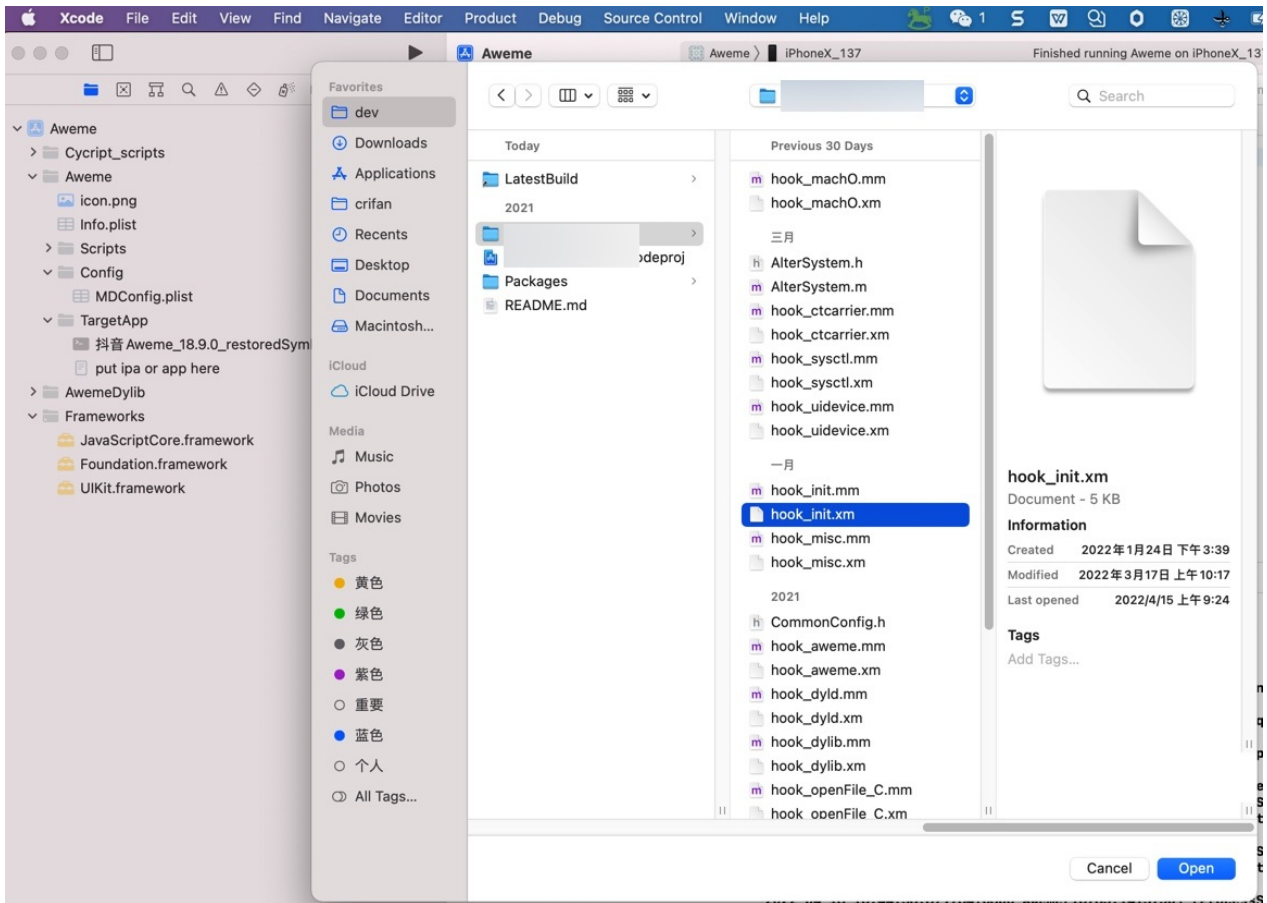 Xcode File Edit View Find Navigate Editor Product Debug Source Control Window Help 1
Aweme
Aweme 〉 iPhoneX_137
Finished running Aweme on iPhoneX_13
Aweme
Cycript_scripts
Aweme
icon.png
Info.plist
Scripts
Config
MDConfig.plist
TargetApp
抖音 Aweme_18.9.0_restoredSym
put ipa or app here
AwemeDylib
Frameworks
JavaScriptCore.framework
Foundation.framework
UIKit.framework
Favorites
dev
Downloads
Applications
crifan
Recents
Desktop
Documents
Macintosh...
iCloud
iCloud Drive
Media
Music
Photos
Movies
Tags
黄色
绿色
灰色
紫色
重要
蓝色
个人
All Tags...
Search
Today
LatestBuild
2021
odeproj
Packages
README.md
Previous 30 Days
hook_machO.mm
hook_machO.xm
三月
AlterSystem.h
AlterSystem.m
hook_ctcarrier.mm
hook_ctcarrier.xm
hook_sysctl.mm
hook_sysctl.xm
hook_uidevice.mm
hook_uidevice.xm
一月
hook_init.mm
hook_init.xm
hook_misc.mm
hook_misc.xm
2021
CommonConfig.h
hook_aweme.mm
hook_aweme.xm
hook_dyld.mm
hook_dyld.xm
hook_dylib.mm
hook_dylib.xm
hook_openFile_C.mm
hook_openFile_C.xm
hook_init.xm
Document - 5 KB
Information
Created 2022年1月24日 下午3:39
Modified 2022年3月17日 上午10:17
Last opened 2022/4/15 上午9:24
Tags
Add Tags...
Cancel
Open